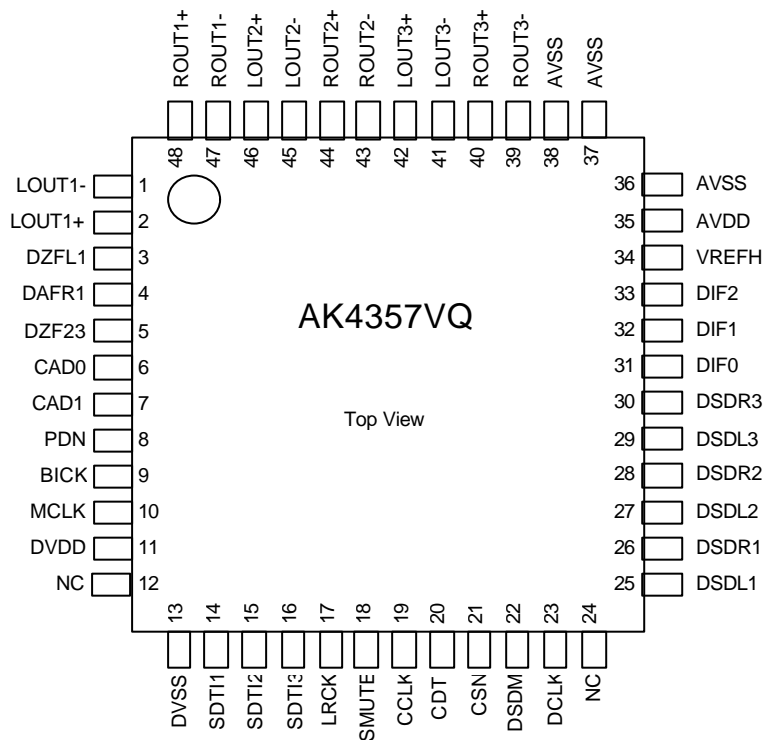 ROUT1+
ROUT1-
LOUT2+
LOUT2-
ROUT2+
ROUT2-
LOUT3+
LOUT3-
ROUT3+
ROUT3-
AVSS
AVSS
48
47
46
45
44
43
42
41
40
39
38
37
LOUT1- 1
LOUT1+ 2
DZFL1 3
DAFR1 4
DZF23 5
CAD0 6
CAD1 7
PDN 8
BICK 9
MCLK 10
DVDD 11
NC 12
AK4357VQ
Top View
36 AVSS
35 AVDD
34 VREFH
33 DIF2
32 DIF1
31 DIF0
30 DSDR3
29 DSDL3
28 DSDR2
27 DSDL2
26 DSDR1
25 DSDL1
13
14
15
16
17
18
19
20
21
22
23
24
DVSS
SDTI1
SDTI2
SDTI3
LRCK
SMUTE
CCLK
CDT
CSN
DSDM
DCLK
NC